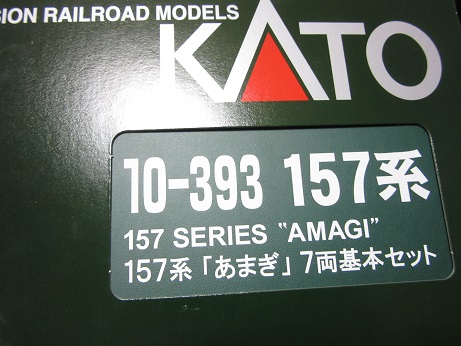 SION RAILROAD MODELS
KATO
10-393 157系
157 SERIES "AMAGI"
157系「あまぎ」7両基本セット